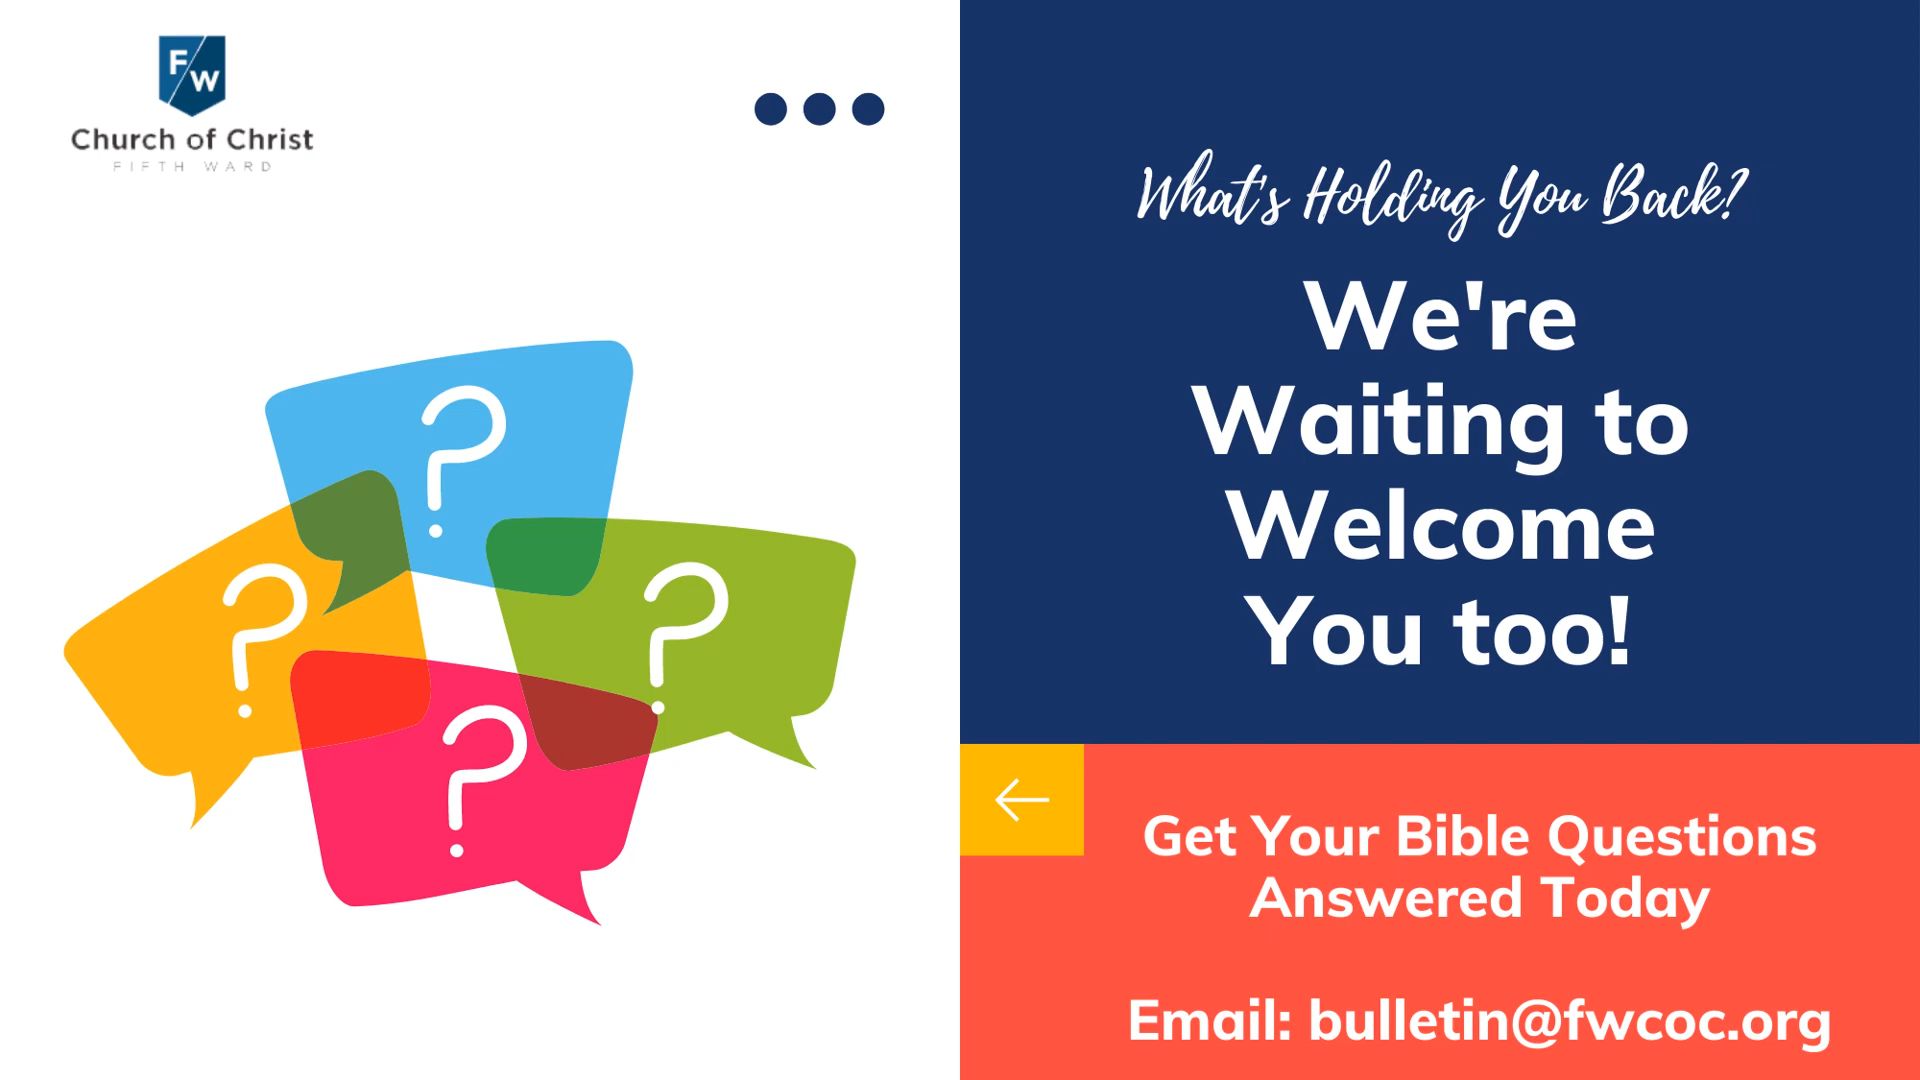 F
W
Church of Christ
FIFTH WARD
?
?
?
?
What's Holding You Back?
We're
Waiting to
Welcome
You too!
Get Your Bible Questions
Answered Today
Email: bulletin@fwcoc.org